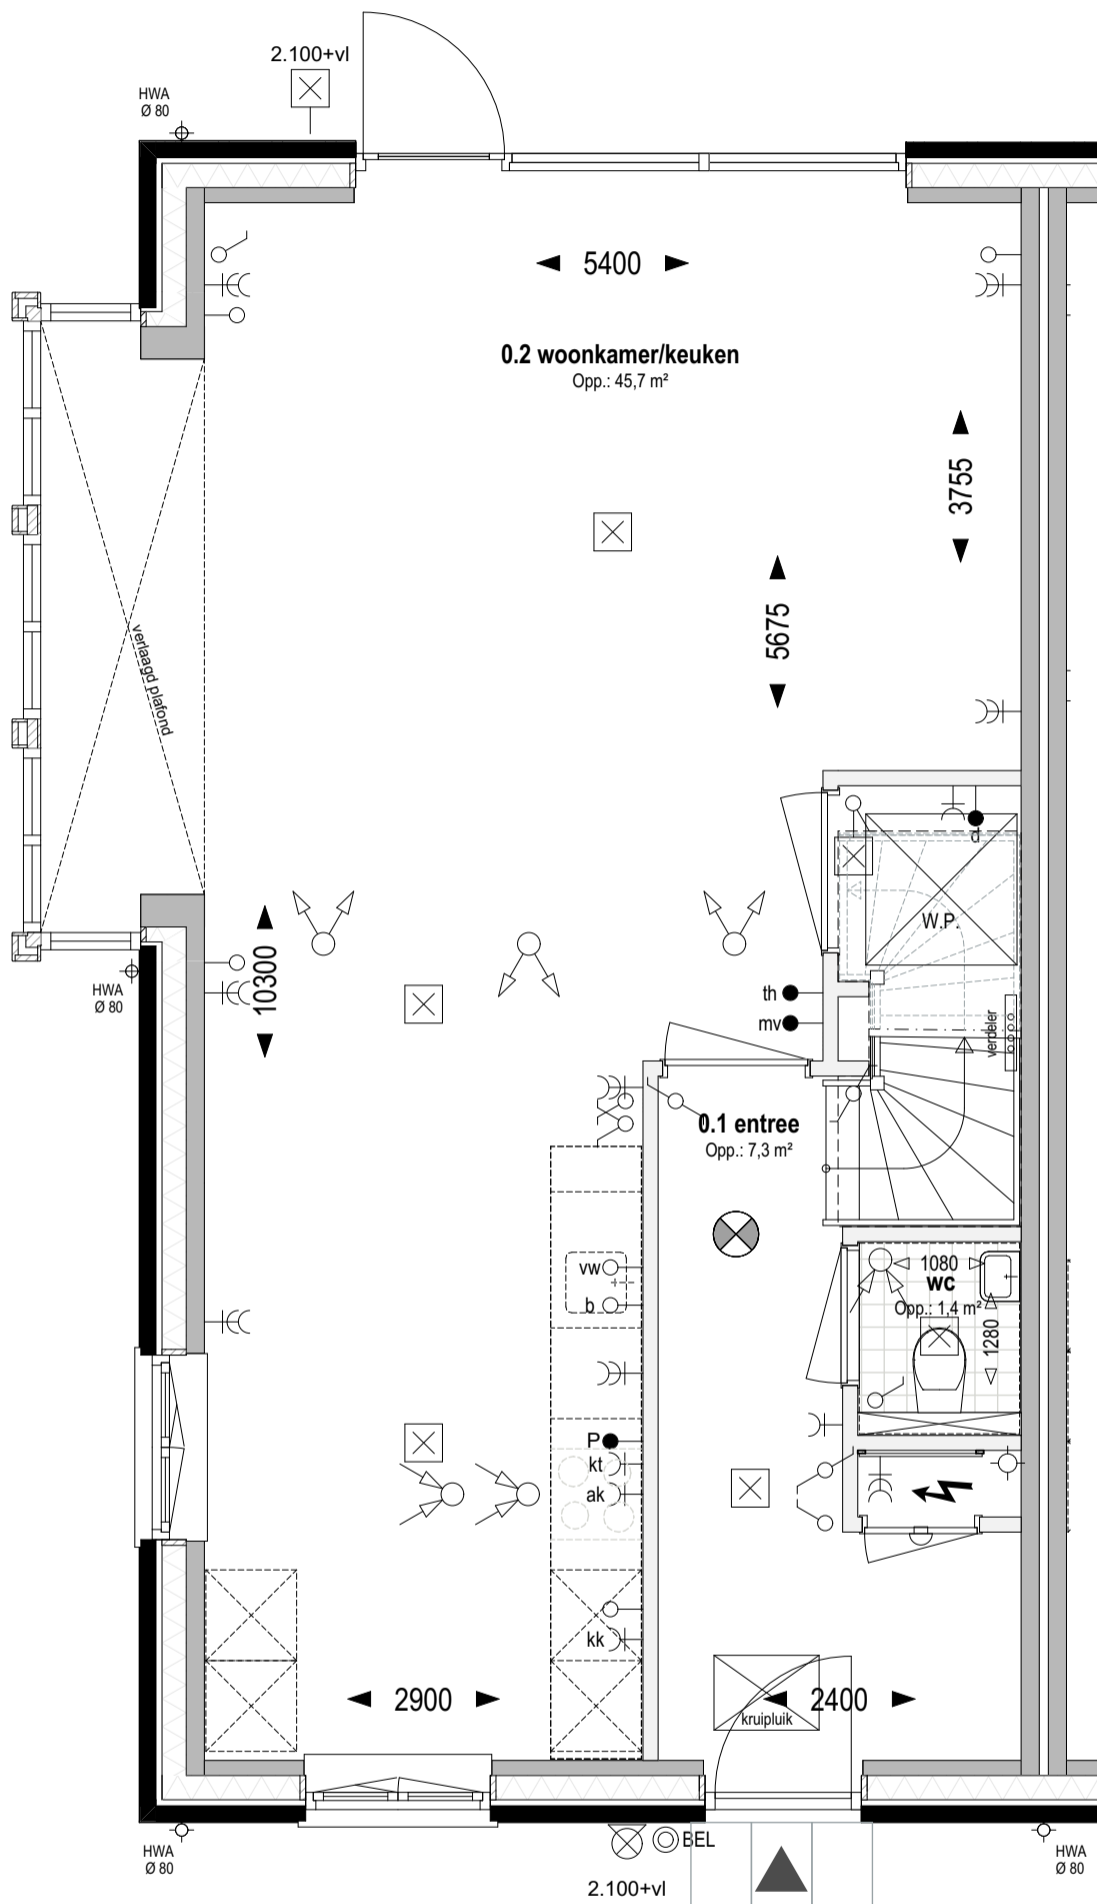 2.100+vl
HWA
Ø 80
5400
0.2 woonkamer/keuken
Opp.: 45,7 m²
3755
5675
verlaagd plafond
d
W.P.
10300
HWA
Ø 80
th
mv
verdeler
0.1 entree
Opp.: 7,3 m²
vw
b
1080
wc
Opp.: 1,4 m²
1280
P
kt
ak
kk
2900
2400
kruipluik
BEL
HWA
Ø 80
HWA
Ø 80
2.100+vl